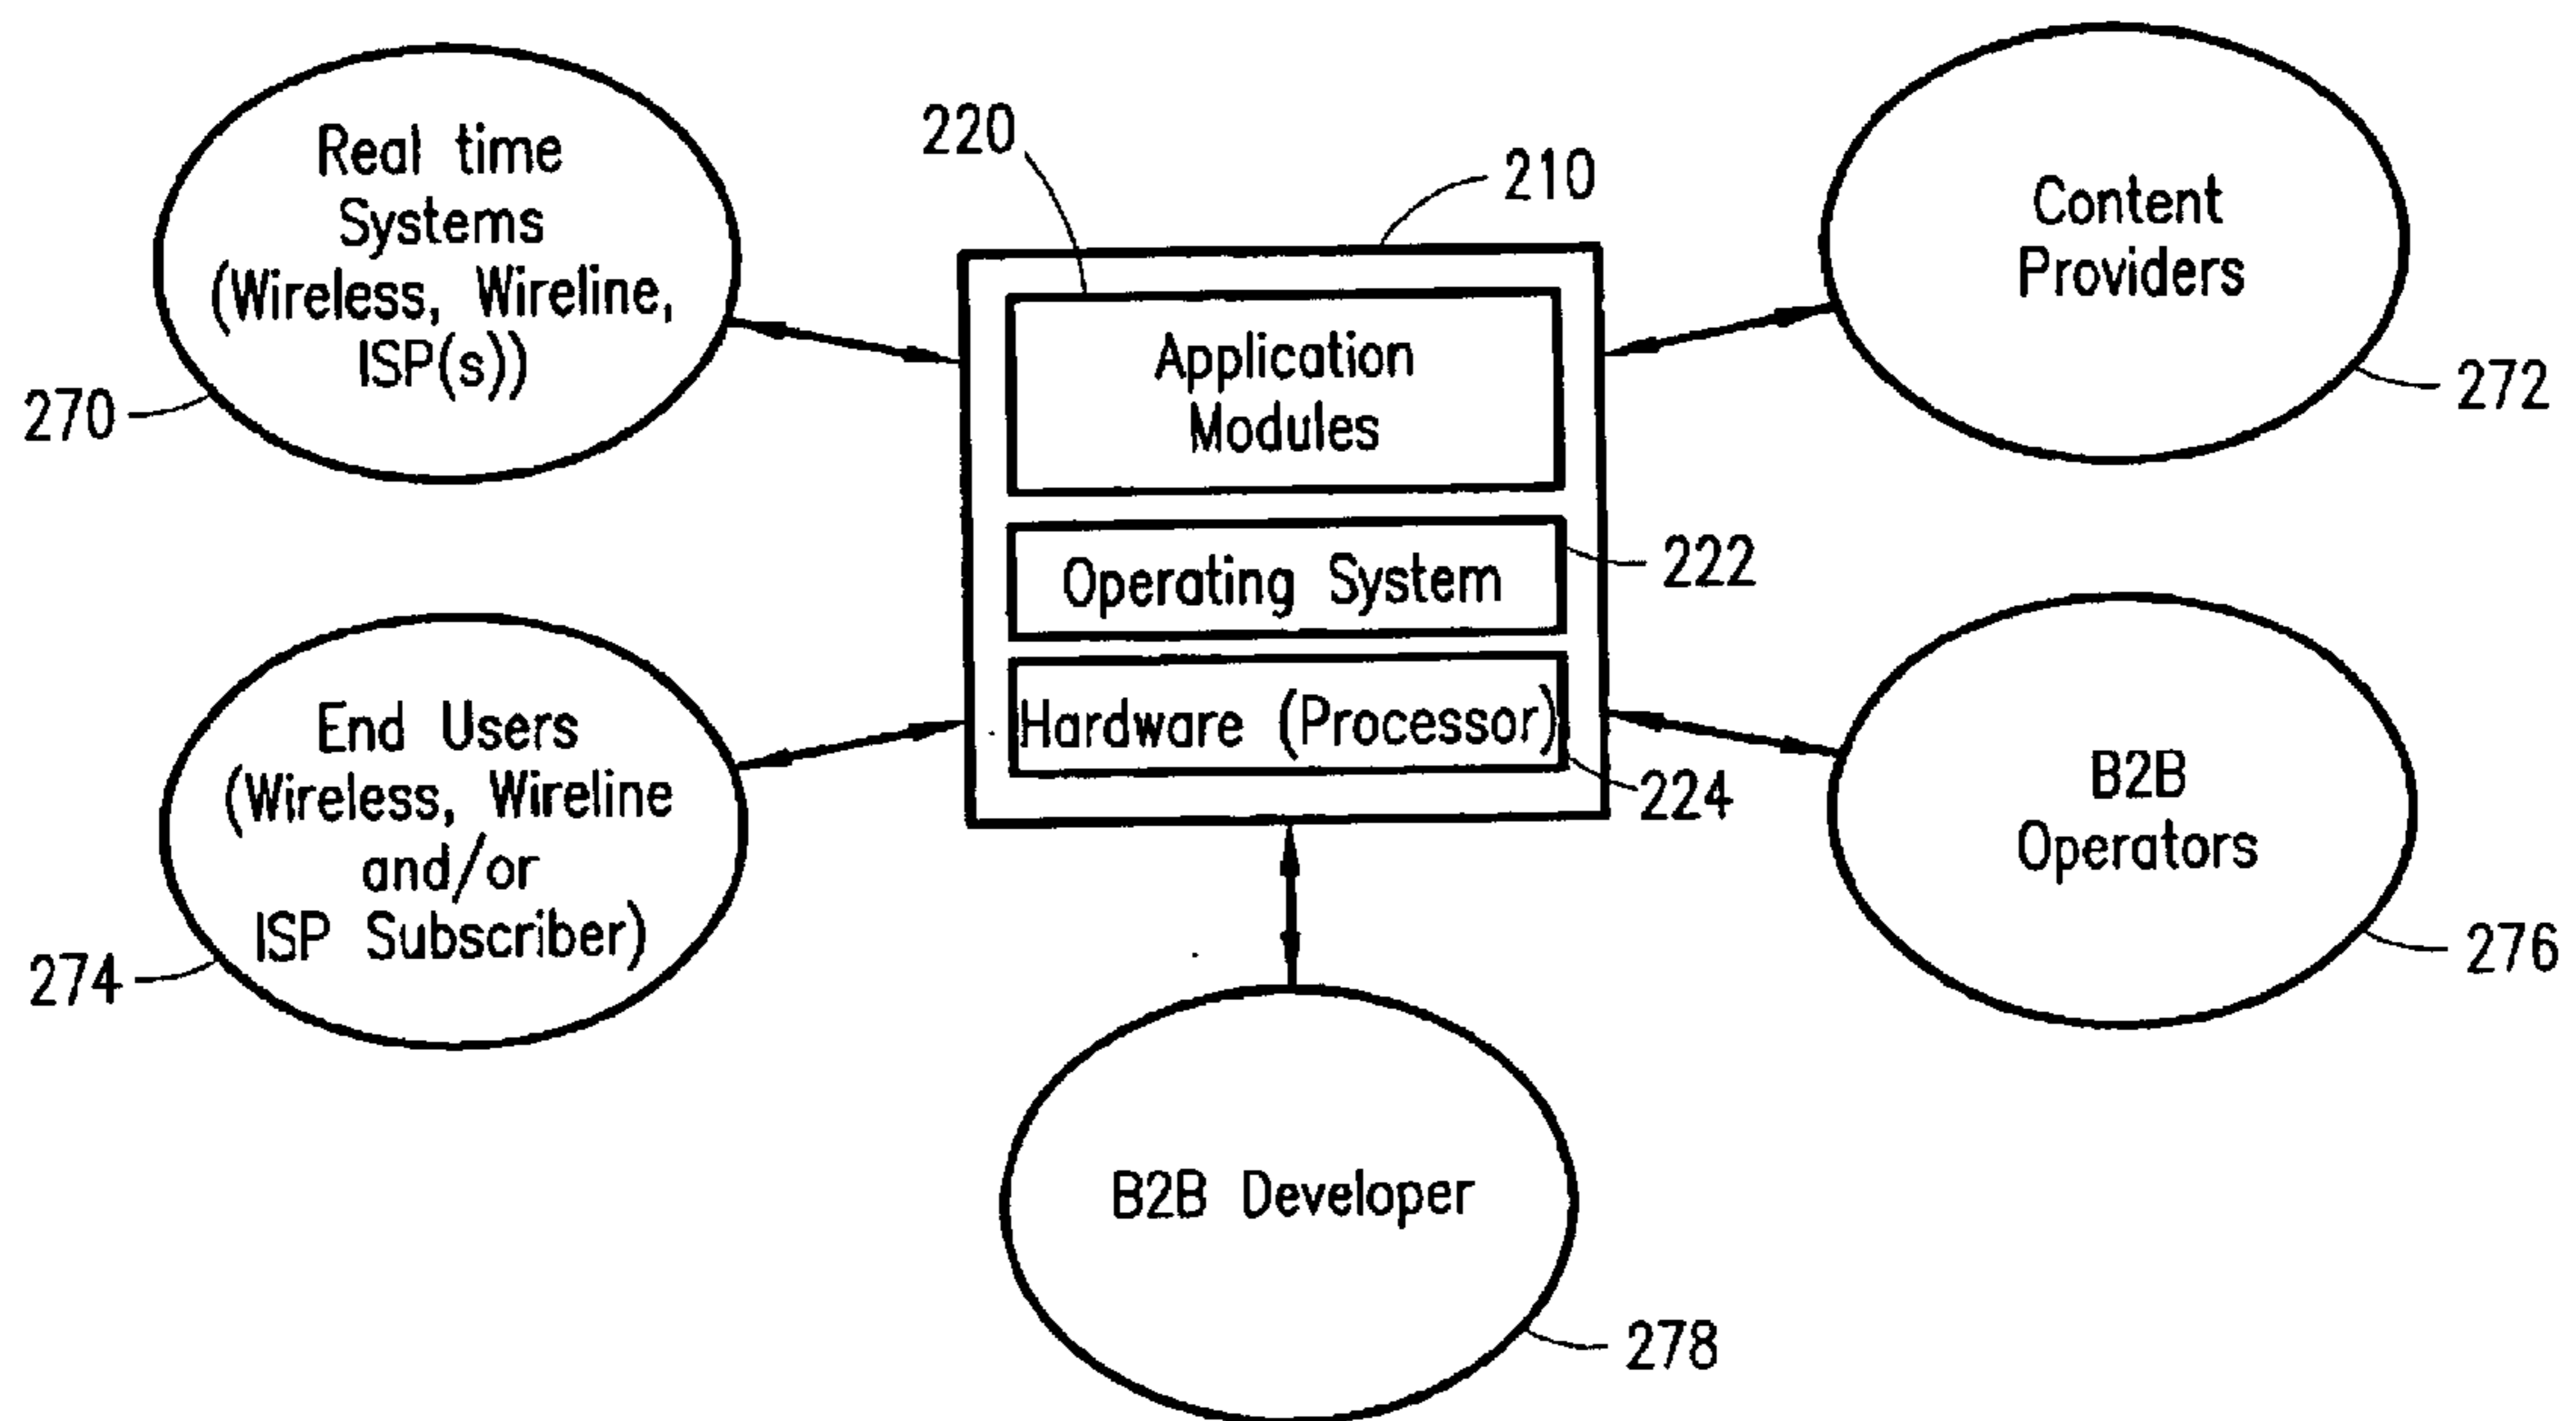 Real time
Systems
(Wireless, Wireline,
ISP(s))
270
220
210
Content
Providers
272
Application
Modules
Operating System
222
Hardware (Processor)
224
End Users
(Wireless, Wireline
and/or
ISP Subscriber)
274
B2B
Operators
276
B2B Developer
278